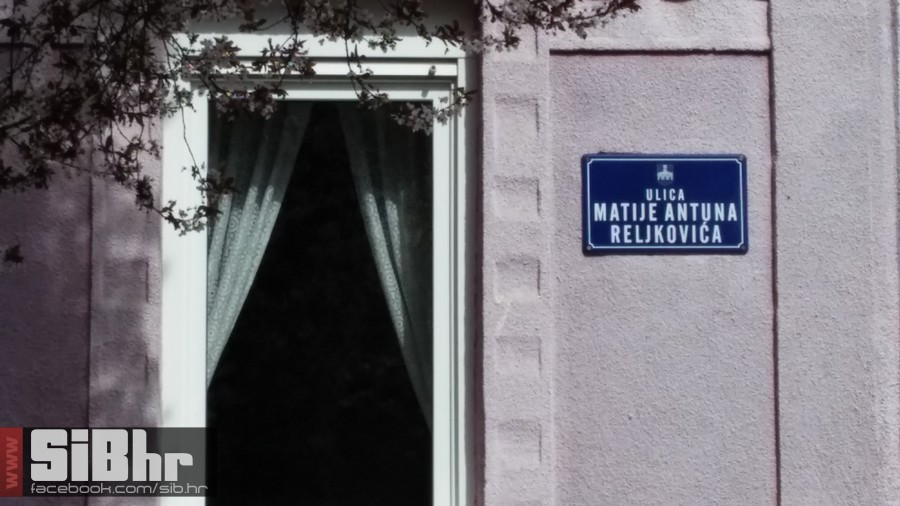 ULICA
MATIJE ANTUNA
RELJKOVIĆA
www
SiBhr
facebook.com/sib.hr